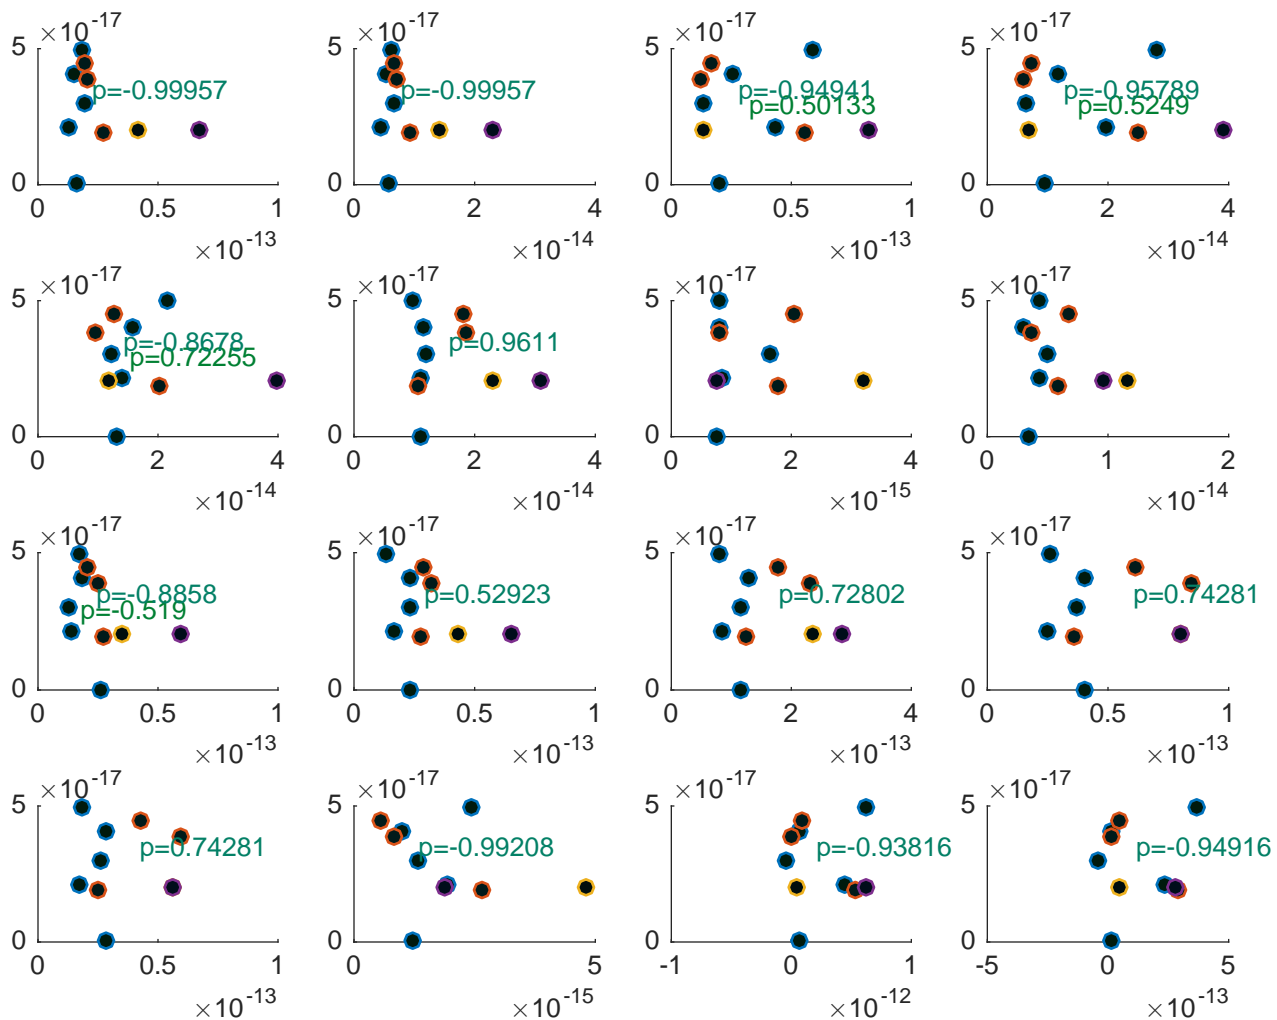 ×10^-17 ×10^-17 ×10^-17 ×10^-17
5 5 5 5
p=-0.99957 p=-0.99957 p=-0.94941 p=-0.95789
p=0.50133 p=0.5249
0 0 0 0
0 0.5 1 0 2 4 0 0.5 1 0 2 4
×10^-13 ×10^-14 ×10^-13 ×10^-14
×10^-17 ×10^-17 ×10^-17 ×10^-17
5 5 5 5
p=-0.8678 p=0.9611
p=0.72255
0 0 0 0
0 2 4 0 2 4 0 2 4 0 1 2
×10^-14 ×10^-14 ×10^-15 ×10^-14
×10^-17 ×10^-17 ×10^-17 ×10^-17
5 5 5 5
p=-0.8858 p=0.52923 p=0.72802 p=0.74281
p=-0.519
0 0 0 0
0 0.5 1 0 0.5 1 0 2 4 0 0.5 1
×10^-13 ×10^-13 ×10^-13 ×10^-13
×10^-17 ×10^-17 ×10^-17 ×10^-17
5 5 5 5
p=0.74281 p=-0.99208 p=-0.93816 p=-0.94916
0 0 0 0
0 0.5 1 0 5 -1 0 1 -5 0 5
×10^-13 ×10^-15 ×10^-12 ×10^-13